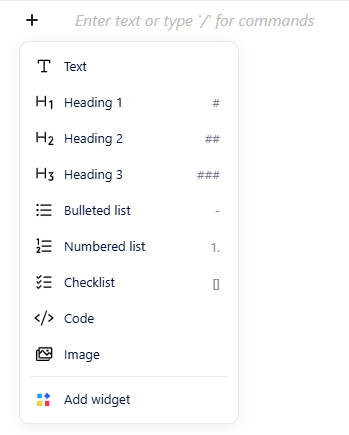 Enter text or type '/' for commands
Text
Heading 1 #
Heading 2 ##
Heading 3 ###
Bulleted list -
Numbered list 1.
Checklist []
Code
Image
Add widget